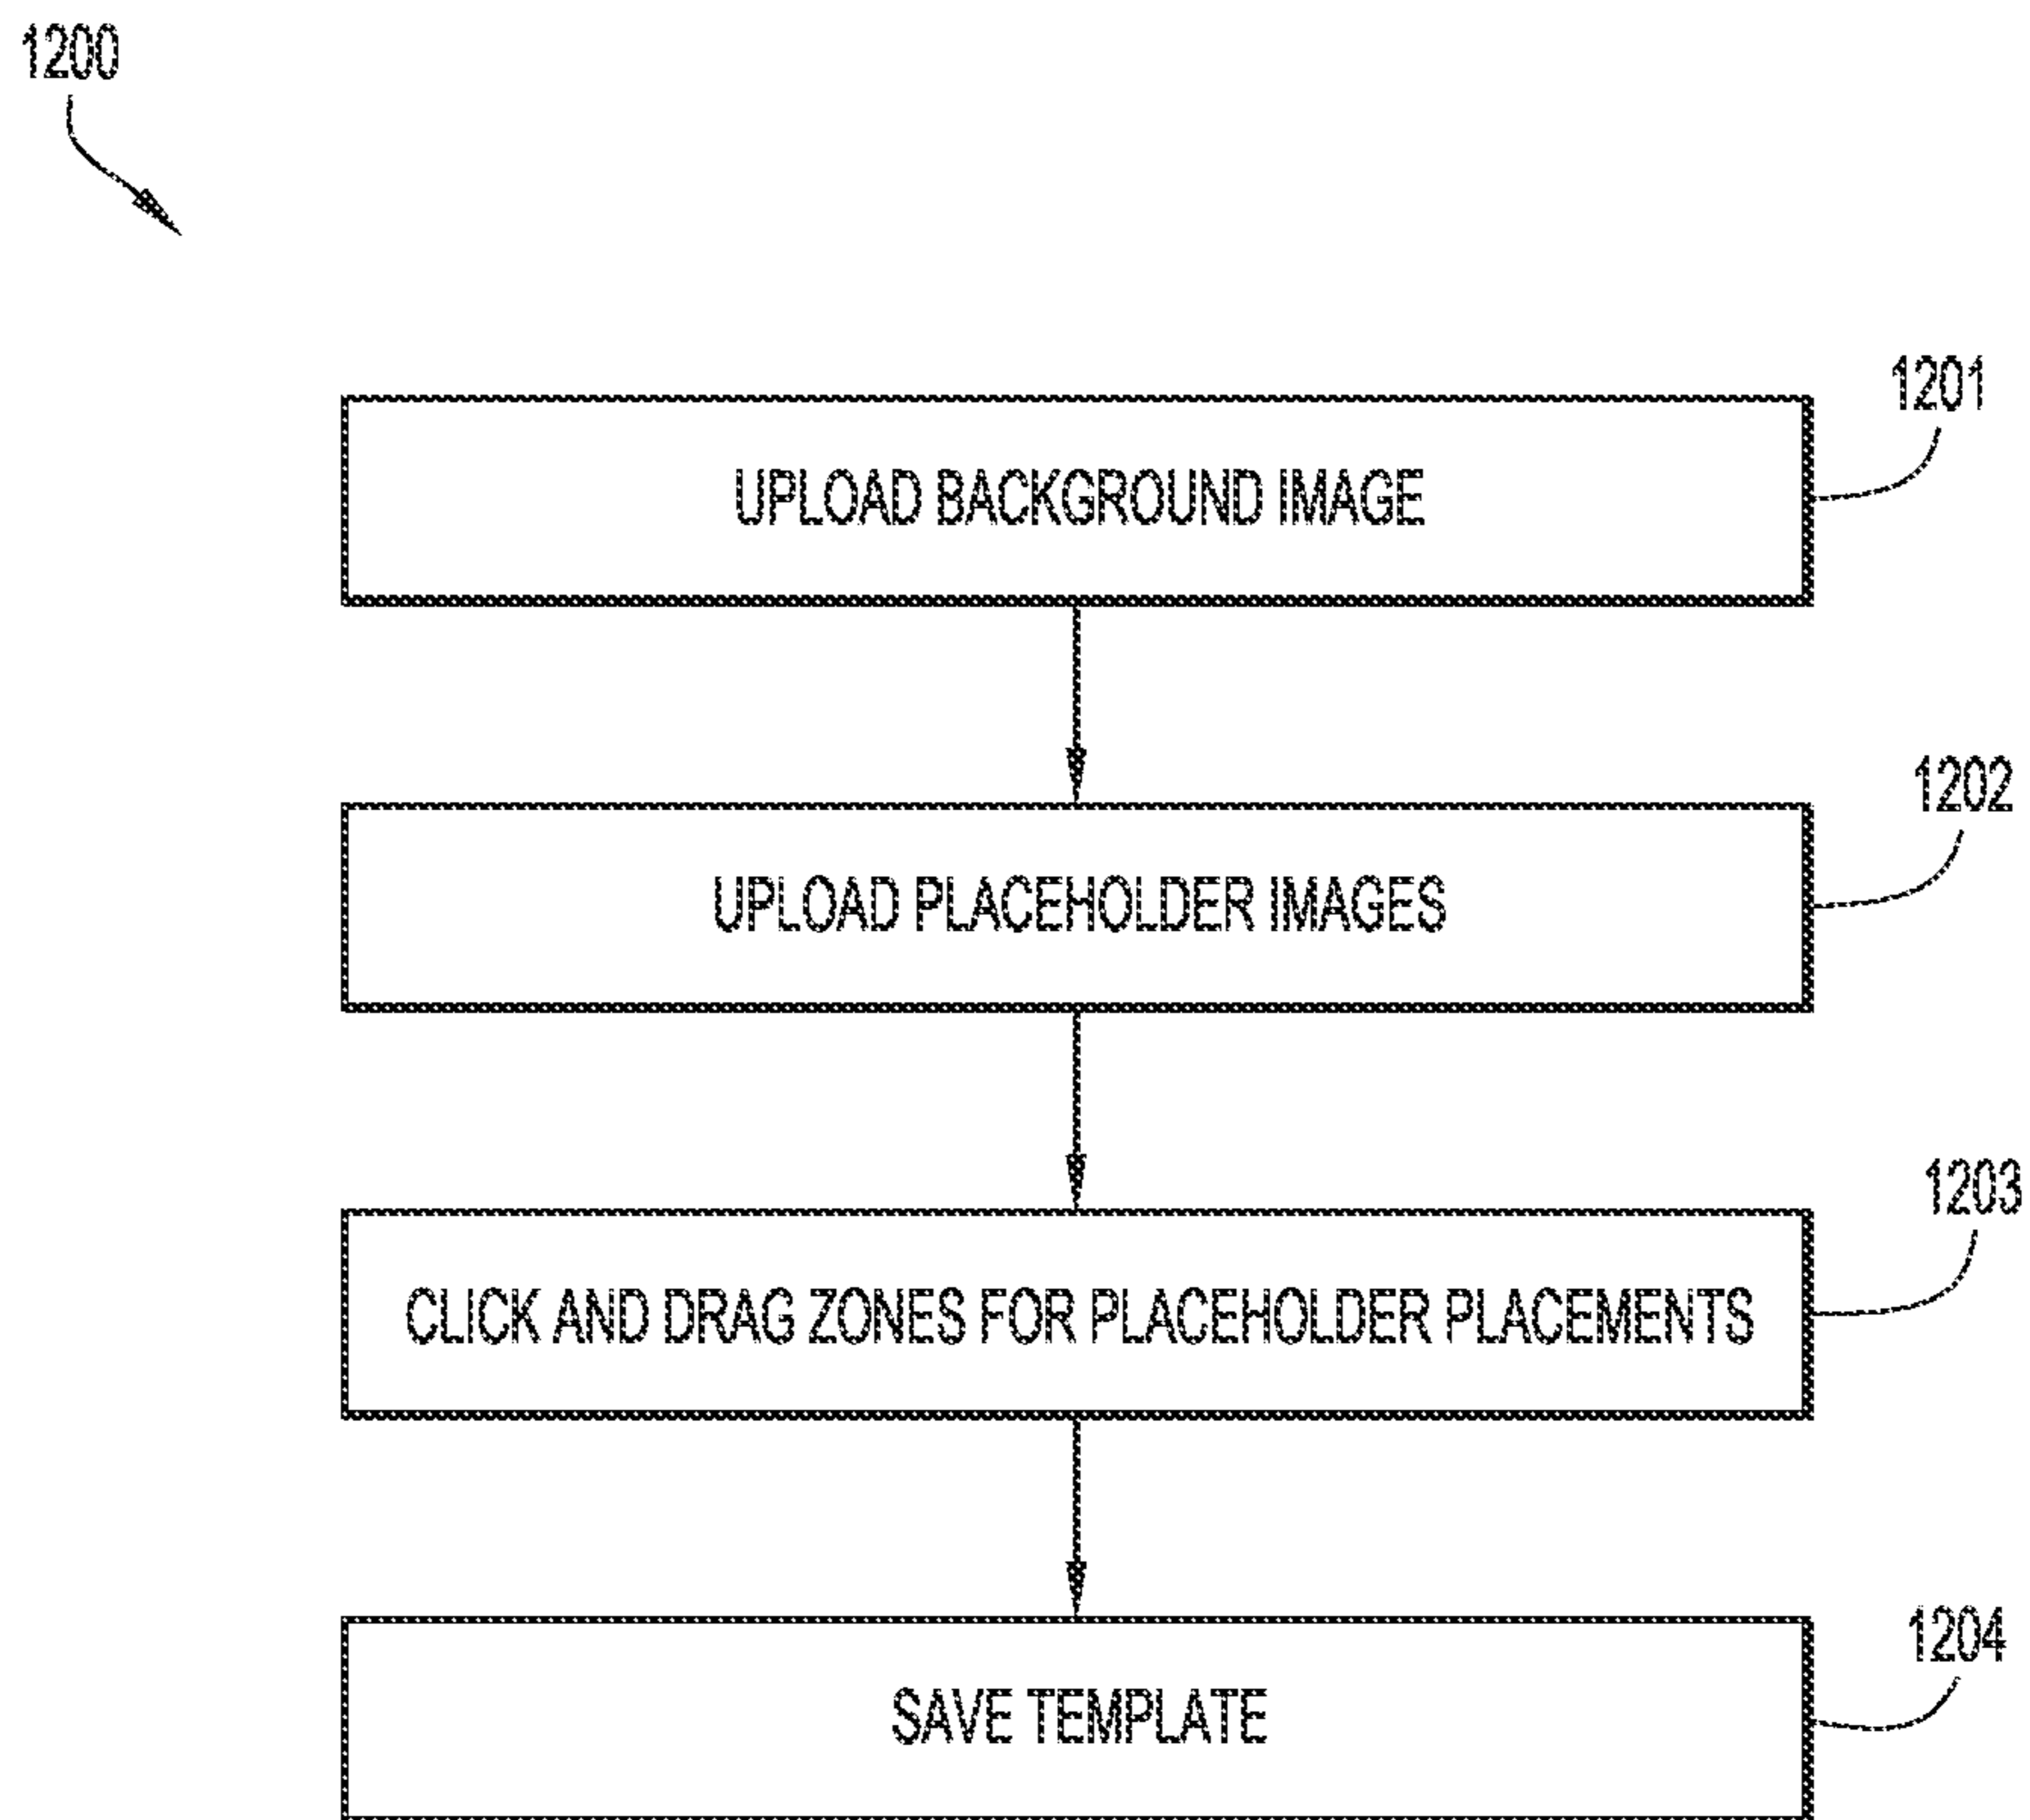 1200
1201
UPLOAD BACKGROUND IMAGE
1202
UPLOAD PLACEHOLDER IMAGES
1203
CLICK AND DRAG ZONES FOR PLACEHOLDER PLACEMENTS
1204
SAVE TEMPLATE